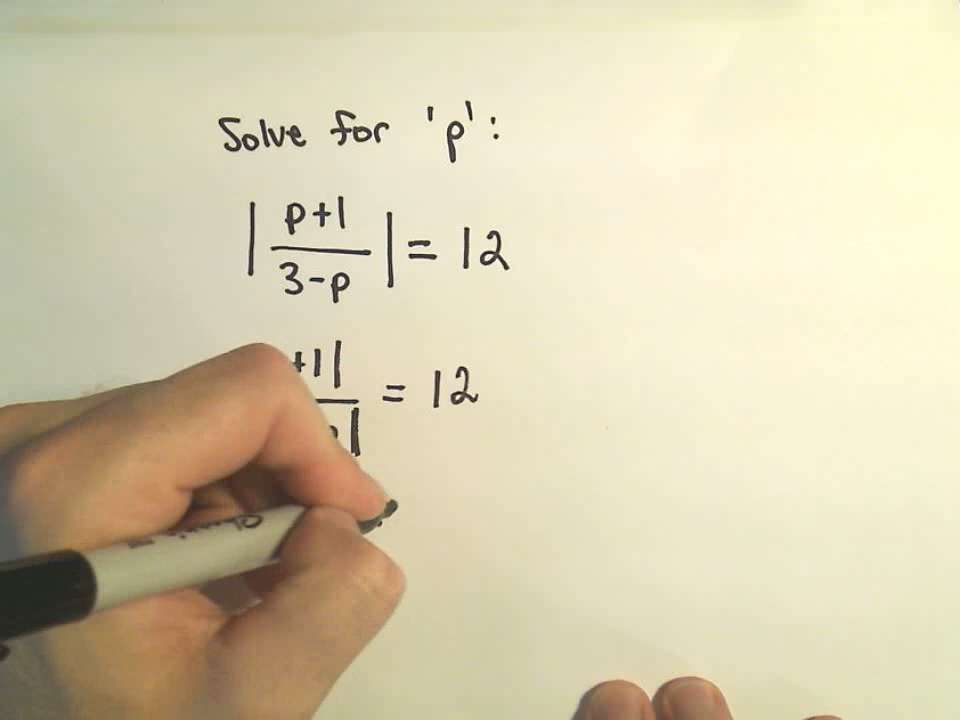 Solve for 'p':
|p+1 / 3-p| = 12
+1| / | = 12